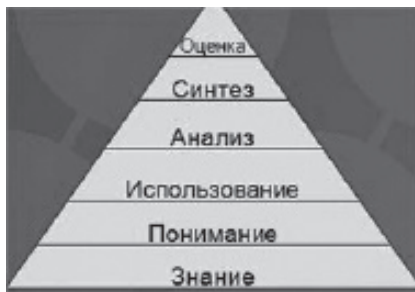 Оценка
Синтез
Анализ
Использование
Понимание
Знание